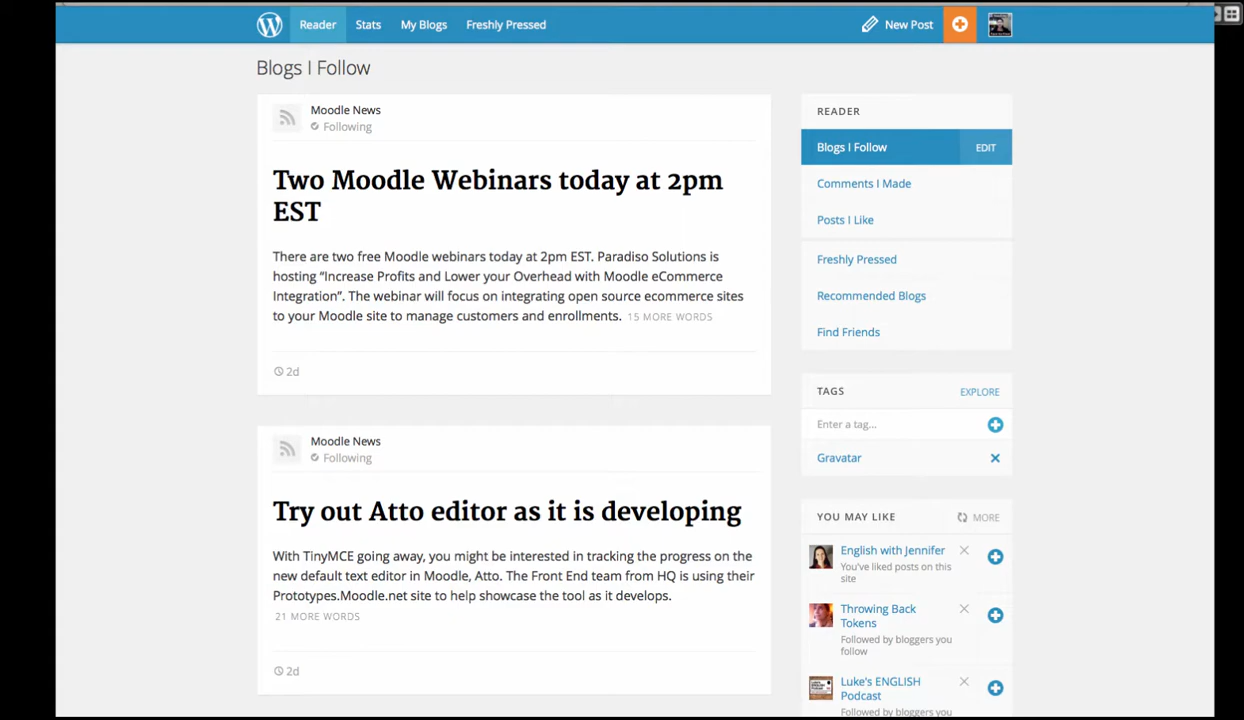 Reader Stats My Blogs Freshly Pressed New Post
Blogs I Follow
Moodle News
Following
Two Moodle Webinars today at 2pm
EST
There are two free Moodle webinars today at 2pm EST. Paradiso Solutions is
hosting “Increase Profits and Lower your Overhead with Moodle eCommerce
Integration”. The webinar will focus on integrating open source ecommerce sites
to your Moodle site to manage customers and enrollments. 15 MORE WORDS
2d
Moodle News
Following
Try out Atto editor as it is developing
With TinyMCE going away, you might be interested in tracking the progress on the
new default text editor in Moodle, Atto. The Front End team from HQ is using their
Prototypes.Moodle.net site to help showcase the tool as it develops.
21 MORE WORDS
2d
READER
Blogs I Follow EDIT
Comments I Made
Posts I Like
Freshly Pressed
Recommended Blogs
Find Friends
TAGS EXPLORE
Enter a tag...
Gravatar
YOU MAY LIKE MORE
English with Jennifer
You've liked posts on this
site
Throwing Back
Tokens
Followed by bloggers you
follow
Luke's ENGLISH
Podcast
Followed by bloggers you